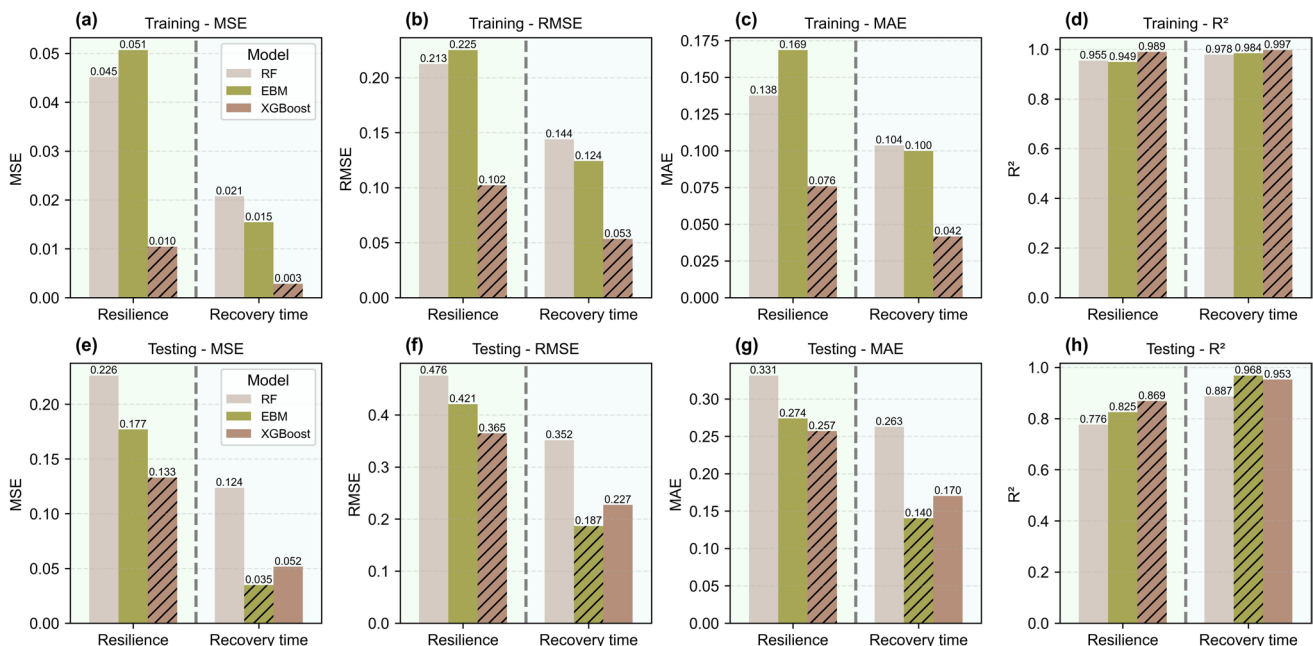 (a) Training - MSE
MSE
0.05
0.04
0.03
0.02
0.01
0.00
0.045
0.051
0.010
0.021
0.015
0.003
Model
RF
EBM
XGBoost
Resilience
Recovery time
(b) Training - RMSE
RMSE
0.20
0.15
0.10
0.05
0.00
0.213
0.225
0.102
0.144
0.124
0.053
Resilience
Recovery time
(c) Training - MAE
MAE
0.175
0.150
0.125
0.100
0.075
0.050
0.025
0.000
0.138
0.169
0.076
0.104
0.100
0.042
Resilience
Recovery time
(d) Training - R²
R²
1.0
0.8
0.6
0.4
0.2
0.0
0.955
0.949
0.989
0.978
0.984
0.997
Resilience
Recovery time
(e) Testing - MSE
MSE
0.20
0.15
0.10
0.05
0.00
0.226
0.177
0.133
0.124
0.035
0.052
Model
RF
EBM
XGBoost
Resilience
Recovery time
(f) Testing - RMSE
RMSE
0.4
0.3
0.2
0.1
0.0
0.476
0.421
0.365
0.352
0.187
0.227
Resilience
Recovery time
(g) Testing - MAE
MAE
0.30
0.25
0.20
0.15
0.10
0.05
0.00
0.331
0.274
0.257
0.263
0.140
0.170
Resilience
Recovery time
(h) Testing - R²
R²
1.0
0.8
0.6
0.4
0.2
0.0
0.776
0.825
0.869
0.887
0.968
0.953
Resilience
Recovery time